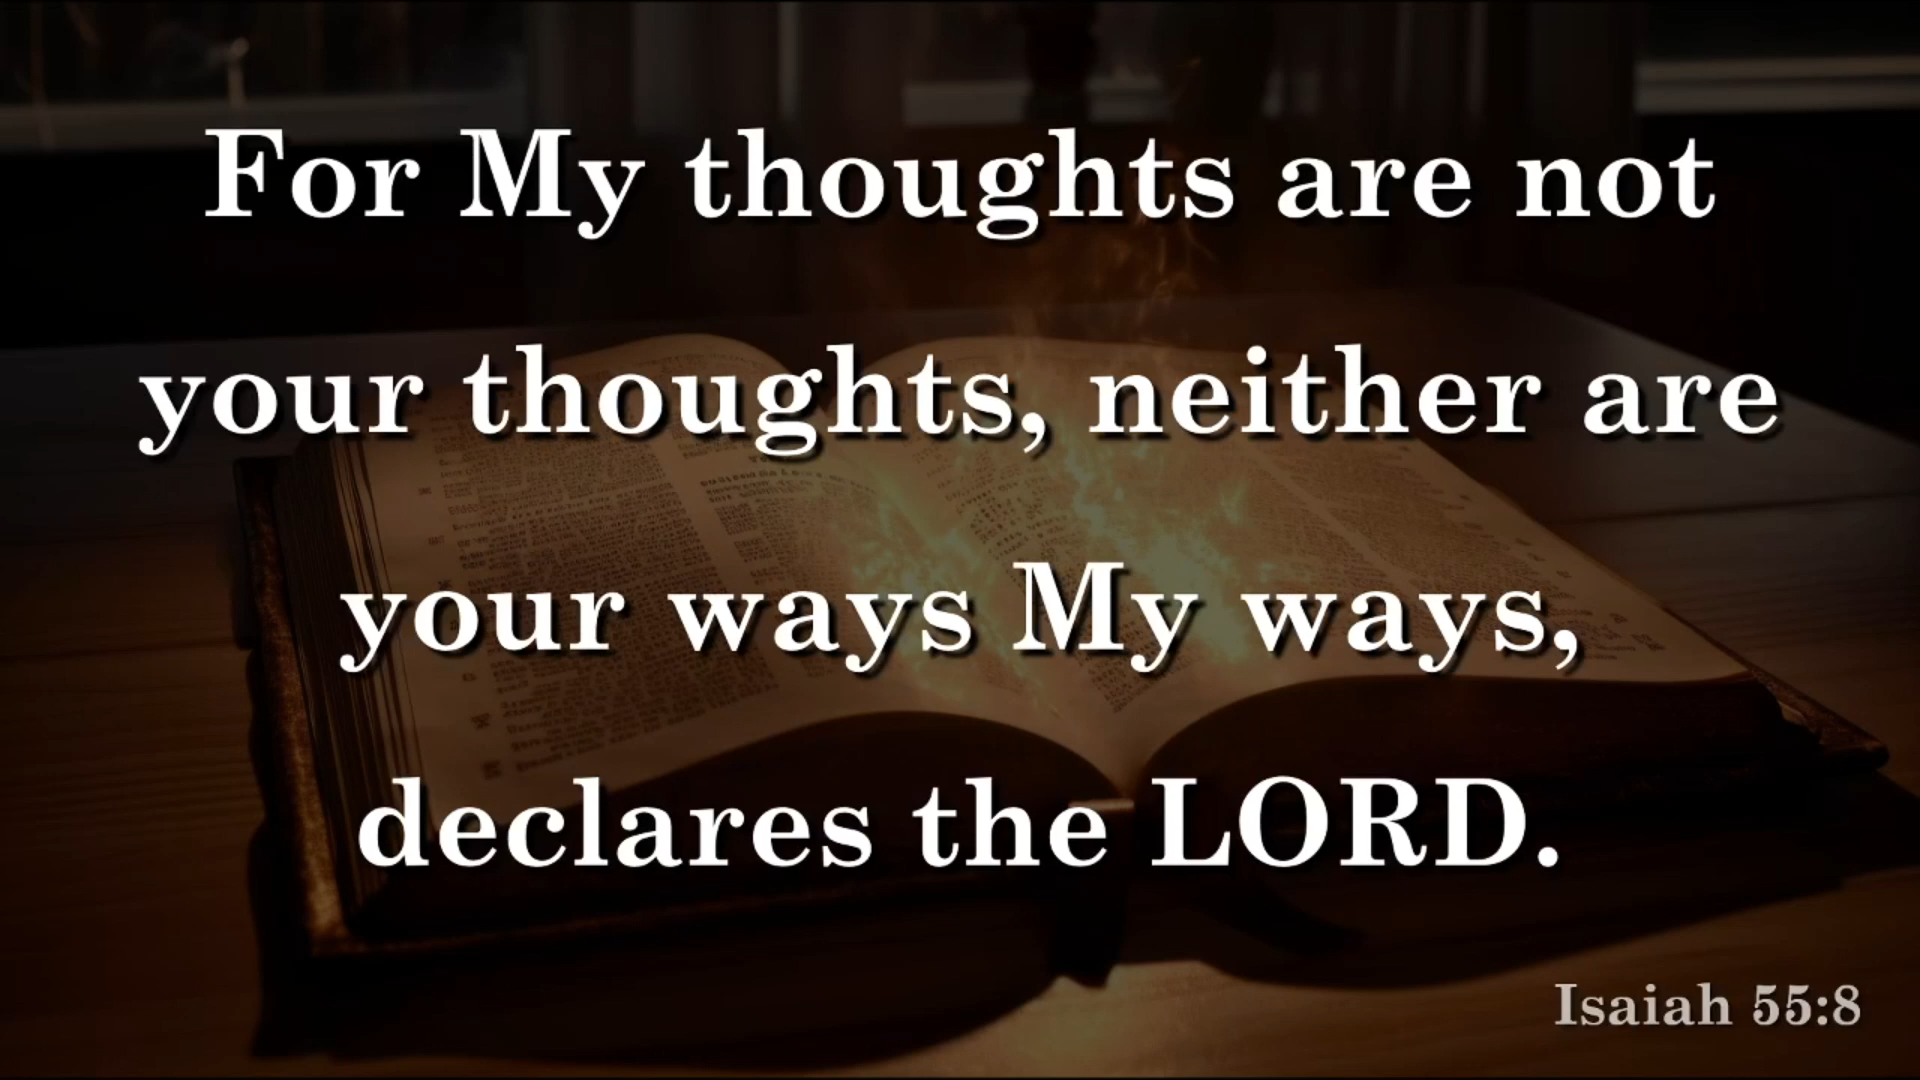 For My thoughts are not
your thoughts, neither are
your ways My ways,
declares the LORD.
Isaiah 55:8